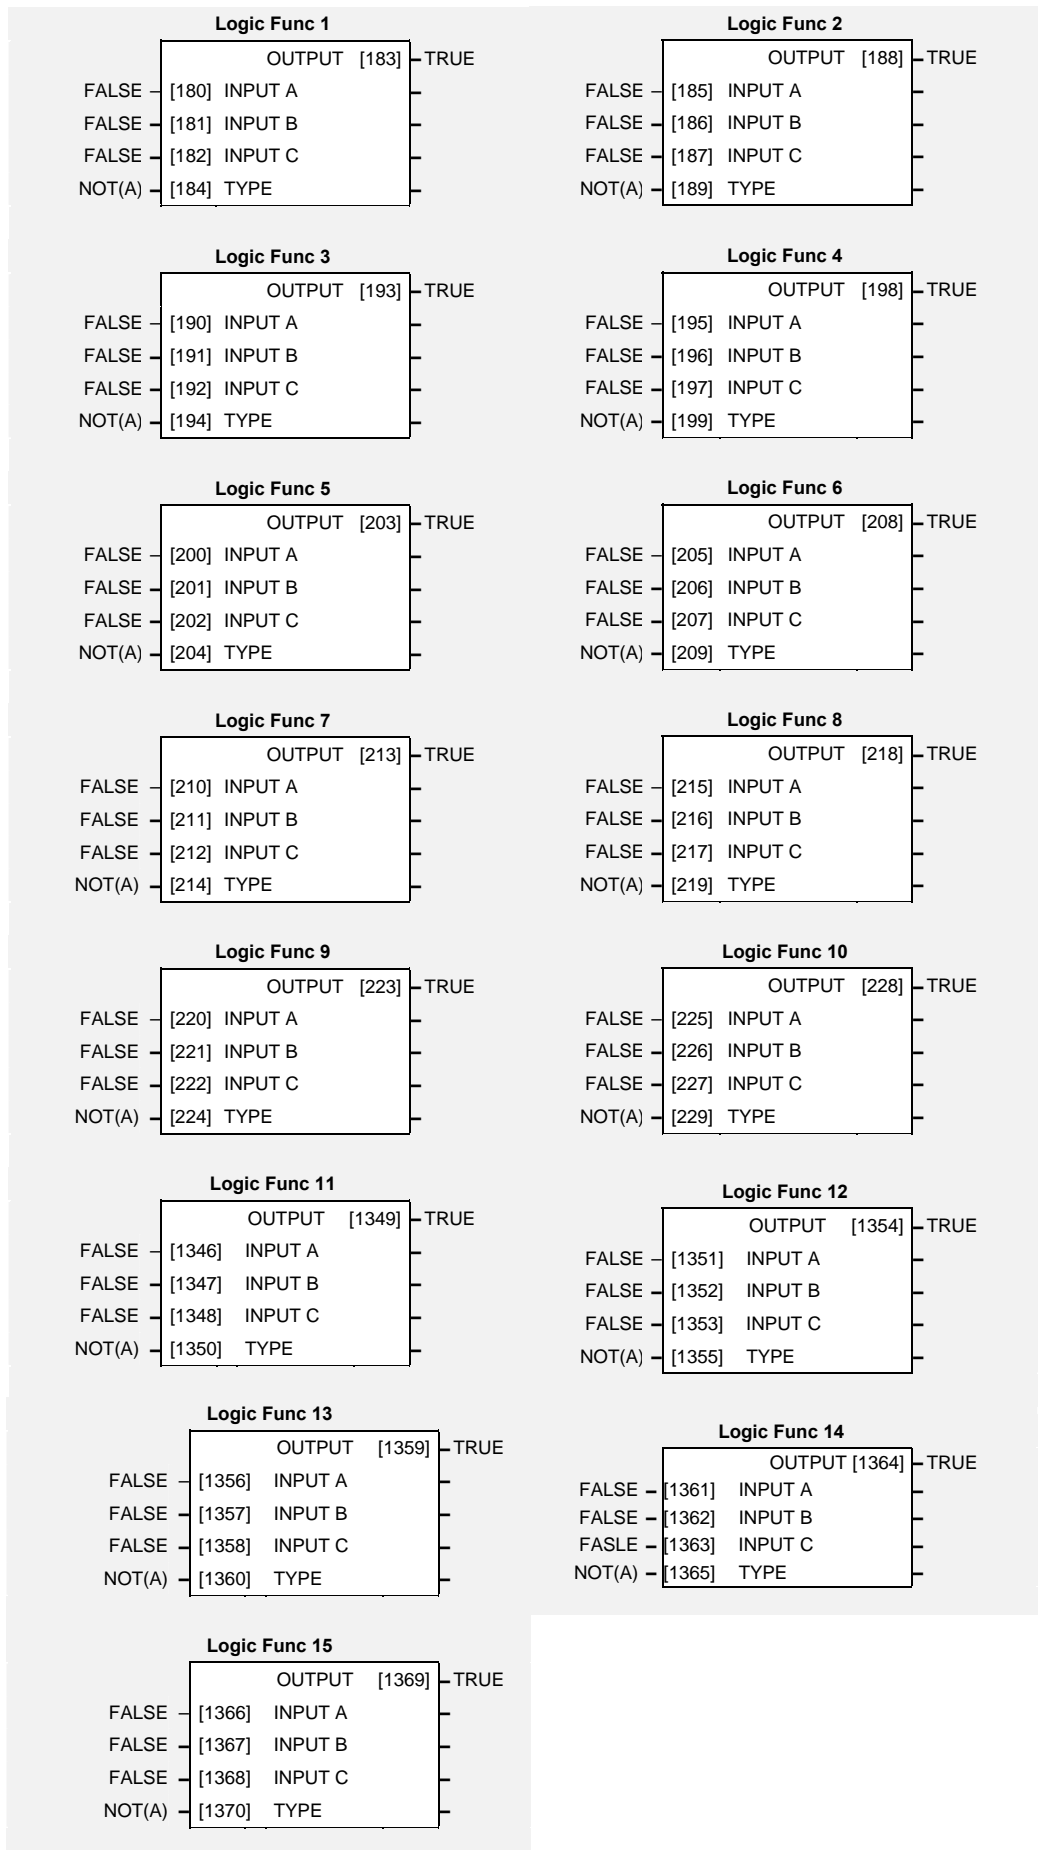 Logic Func 1
OUTPUT [183] TRUE
FALSE [180] INPUT A
FALSE [181] INPUT B
FALSE [182] INPUT C
NOT(A) [184] TYPE
Logic Func 2
OUTPUT [188] TRUE
FALSE [185] INPUT A
FALSE [186] INPUT B
FALSE [187] INPUT C
NOT(A) [189] TYPE
Logic Func 3
OUTPUT [193] TRUE
FALSE [190] INPUT A
FALSE [191] INPUT B
FALSE [192] INPUT C
NOT(A) [194] TYPE
Logic Func 4
OUTPUT [198] TRUE
FALSE [195] INPUT A
FALSE [196] INPUT B
FALSE [197] INPUT C
NOT(A) [199] TYPE
Logic Func 5
OUTPUT [203] TRUE
FALSE [200] INPUT A
FALSE [201] INPUT B
FALSE [202] INPUT C
NOT(A) [204] TYPE
Logic Func 6
OUTPUT [208] TRUE
FALSE [205] INPUT A
FALSE [206] INPUT B
FALSE [207] INPUT C
NOT(A) [209] TYPE
Logic Func 7
OUTPUT [213] TRUE
FALSE [210] INPUT A
FALSE [211] INPUT B
FALSE [212] INPUT C
NOT(A) [214] TYPE
Logic Func 8
OUTPUT [218] TRUE
FALSE [215] INPUT A
FALSE [216] INPUT B
FALSE [217] INPUT C
NOT(A) [219] TYPE
Logic Func 9
OUTPUT [223] TRUE
FALSE [220] INPUT A
FALSE [221] INPUT B
FALSE [222] INPUT C
NOT(A) [224] TYPE
Logic Func 10
OUTPUT [228] TRUE
FALSE [225] INPUT A
FALSE [226] INPUT B
FALSE [227] INPUT C
NOT(A) [229] TYPE
Logic Func 11
OUTPUT [1349] TRUE
FALSE [1346] INPUT A
FALSE [1347] INPUT B
FALSE [1348] INPUT C
NOT(A) [1350] TYPE
Logic Func 12
OUTPUT [1354] TRUE
FALSE [1351] INPUT A
FALSE [1352] INPUT B
FALSE [1353] INPUT C
NOT(A) [1355] TYPE
Logic Func 13
OUTPUT [1359] TRUE
FALSE [1356] INPUT A
FALSE [1357] INPUT B
FALSE [1358] INPUT C
NOT(A) [1360] TYPE
Logic Func 14
OUTPUT [1364] TRUE
FALSE [1361] INPUT A
FALSE [1362] INPUT B
FASLE [1363] INPUT C
NOT(A) [1365] TYPE
Logic Func 15
OUTPUT [1369] TRUE
FALSE [1366] INPUT A
FALSE [1367] INPUT B
FALSE [1368] INPUT C
NOT(A) [1370] TYPE